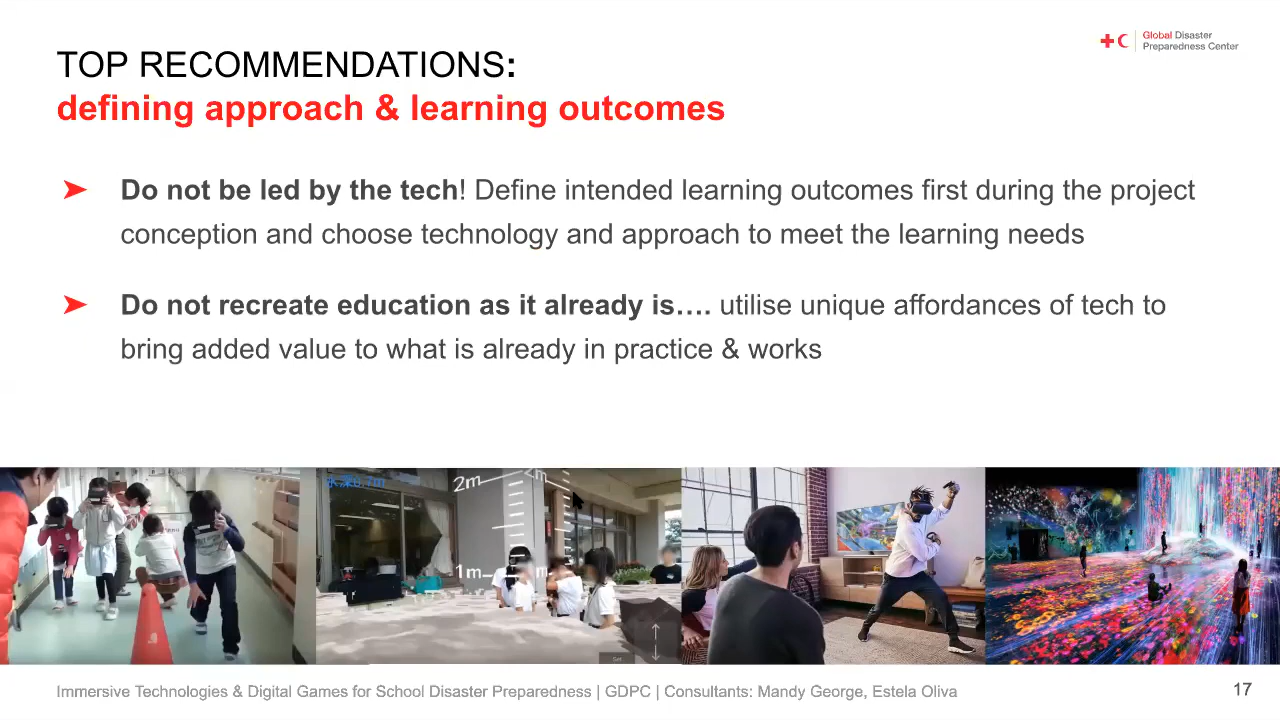 TOP RECOMMENDATIONS:
defining approach & learning outcomes
Global Disaster
Preparedness Center
➤ Do not be led by the tech! Define intended learning outcomes first during the project
conception and choose technology and approach to meet the learning needs
➤ Do not recreate education as it already is…. utilise unique affordances of tech to
bring added value to what is already in practice & works
2m
1m
Immersive Technologies & Digital Games for School Disaster Preparedness | GDPC | Consultants: Mandy George, Estela Oliva
17